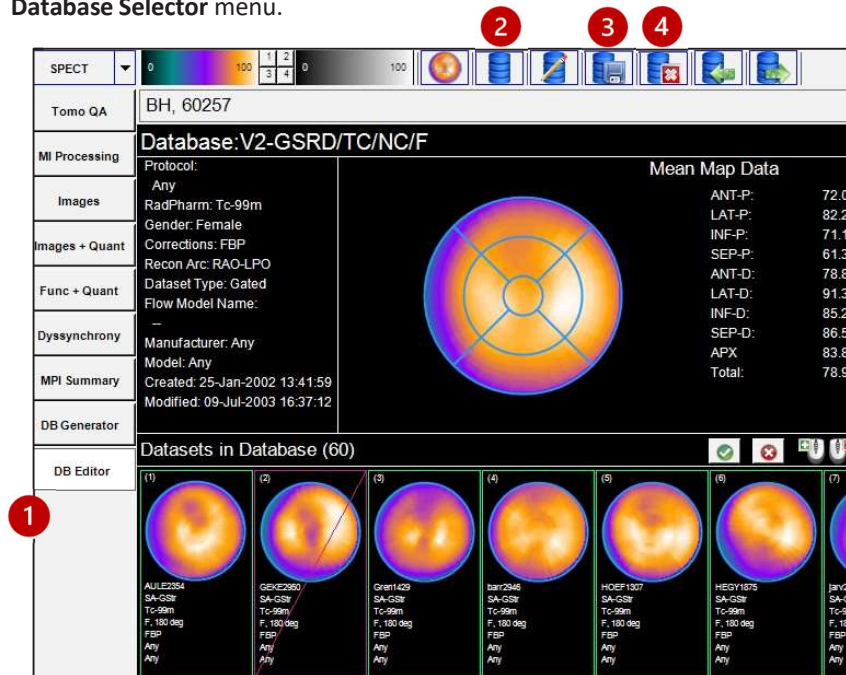 Database Selector menu.
2 3 4
SPECT 0 100 1 2 3 4 0 100
Tomo QA
BH, 60257
MI Processing
Images
Images + Quant
Func + Quant
Dyssynchrony
MPI Summary
DB Generator
DB Editor
1
Database:V2-GSRD/TC/NC/F
Protocol:
Any
RadPharm: Tc-99m
Gender: Female
Corrections: FBP
Recon Arc: RAO-LPO
Dataset Type: Gated
Flow Model Name:
--
Manufacturer: Any
Model: Any
Created: 25-Jan-2002 13:41:59
Modified: 09-Jul-2003 16:37:12
Mean Map Data
ANT-P: 72.0
LAT-P: 82.2
INF-P: 71.1
SEP-P: 61.3
ANT-D: 78.8
LAT-D: 91.3
INF-D: 85.2
SEP-D: 86.5
APX 83.8
Total: 78.9
Datasets in Database (60)
(1)
AULE2354
SA-GStr
Tc-99m
F, 180 deg
FBP
Any
Any
(2)
GEKE2950
SA-GStr
Tc-99m
F, 180 deg
FBP
Any
Any
(3)
Gren1429
SA-GStr
Tc-99m
F, 180 deg
FBP
Any
Any
(4)
barr2946
SA-GStr
Tc-99m
F, 180 deg
FBP
Any
Any
(5)
HOEF1307
SA-GStr
Tc-99m
F, 180 deg
FBP
Any
Any
(6)
HEGY1875
SA-GStr
Tc-99m
F, 180 deg
FBP
Any
Any
(7)
jarv2
SA-G
Tc-9
F, 18
FBP
Any
Any